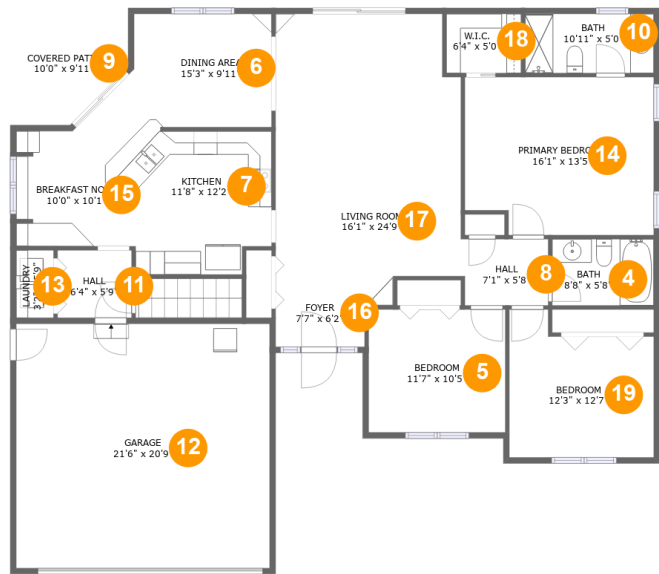 COVERED PAT
10'0" x 9'11
9
DINING AREA
15'3" x 9'11
6
W.I.C.
6'4" x 5'0
18
BATH
10'11" x 5'0
10
PRIMARY BEDRO
16'1" x 13'5
14
BREAKFAST NO
10'0" x 10'1
15
KITCHEN
11'8" x 12'2
7
LIVING ROOM
16'1" x 24'9
17
LAUNDRY
13
HALL
6'4" x 5'9
11
HALL
7'1" x 5'8
8
BATH
8'8" x 5'8
4
FOYER
7'7" x 6'2
16
BEDROOM
11'7" x 10'5
5
BEDROOM
12'3" x 12'7
19
GARAGE
21'6" x 20'9
12